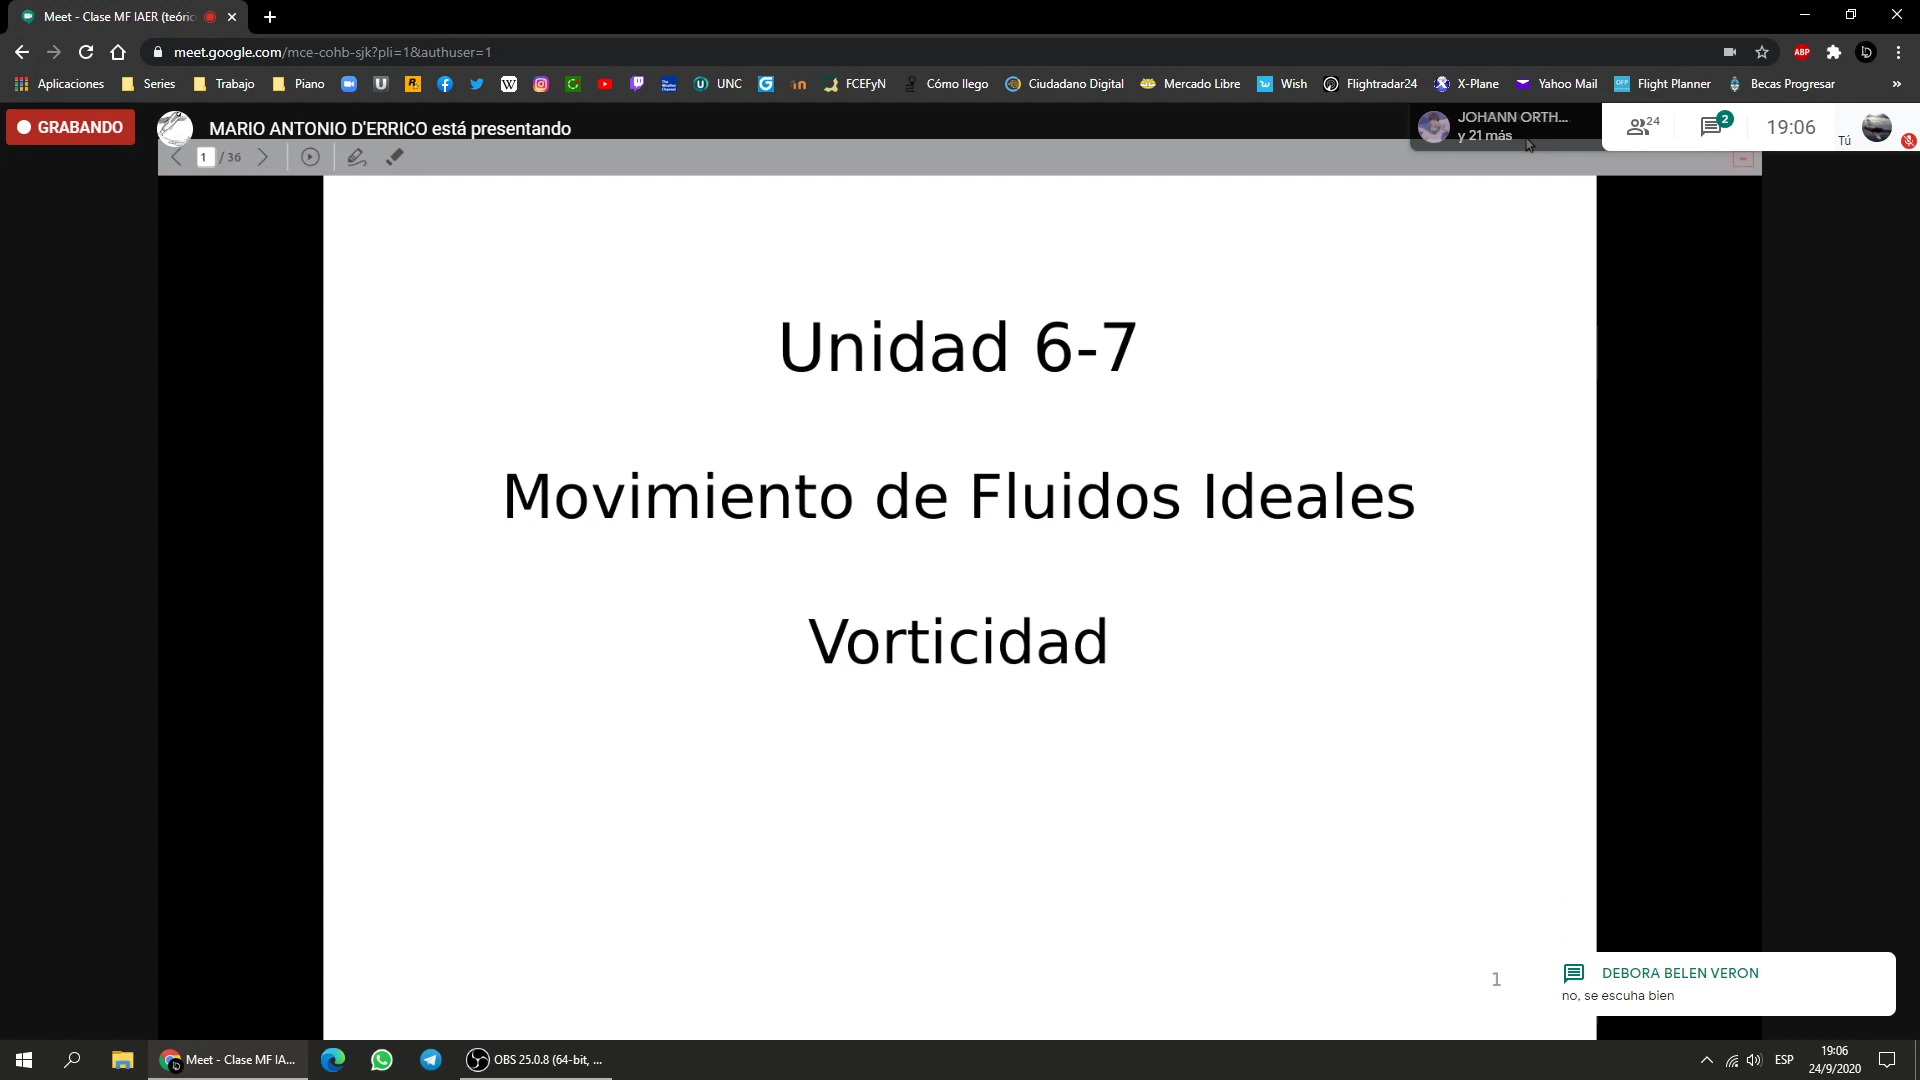 Meet - Clase MF IAER (teóric
meet.google.com/mce-cohb-sjk?pli=1&authuser=1
ABP
Aplicaciones Series Trabajo Piano UNC FCEFyN Cómo llego Ciudadano Digital Mercado Libre Wish Flightradar24 X-Plane Yahoo Mail Flight Planner Becas Progresar »
GRABANDO
MARIO ANTONIO D'ERRICO está presentando
JOHANN ORTH...
y 21 más
24
2
19:06
Tú
1 / 36
Unidad 6-7
Movimiento de Fluidos Ideales
Vorticidad
1
DEBORA BELEN VERON
no, se escuha bien
Meet - Clase MF IA...
OBS 25.0.8 (64-bit, ...
ESP
19:06
24/9/2020